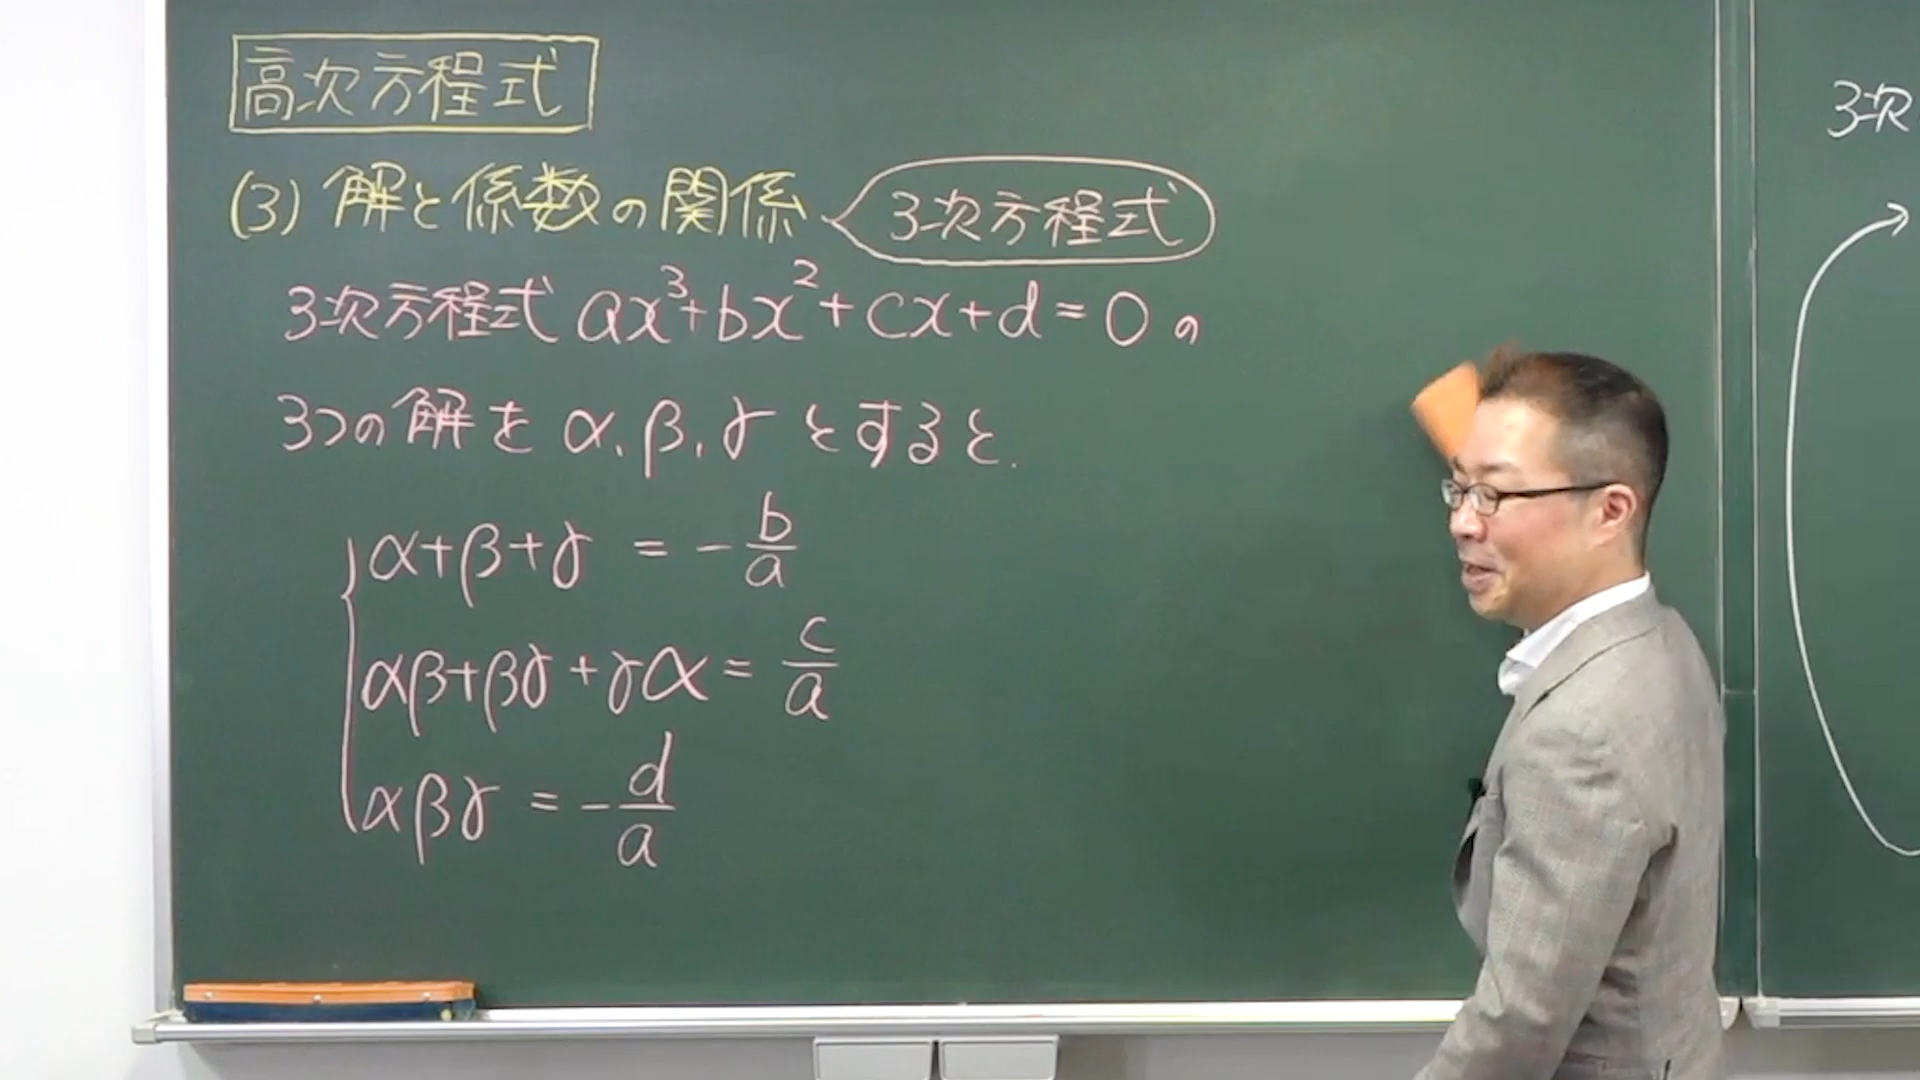 高次方程式
(3) 解と係数の関係 3次方程式
3次方程式 ax³+bx²+cx+d=0 の
3つの解を α, β, γ とすると.
α+β+γ = -b/a
αβ+βγ+γα = c/a
αβγ = -d/a
3次